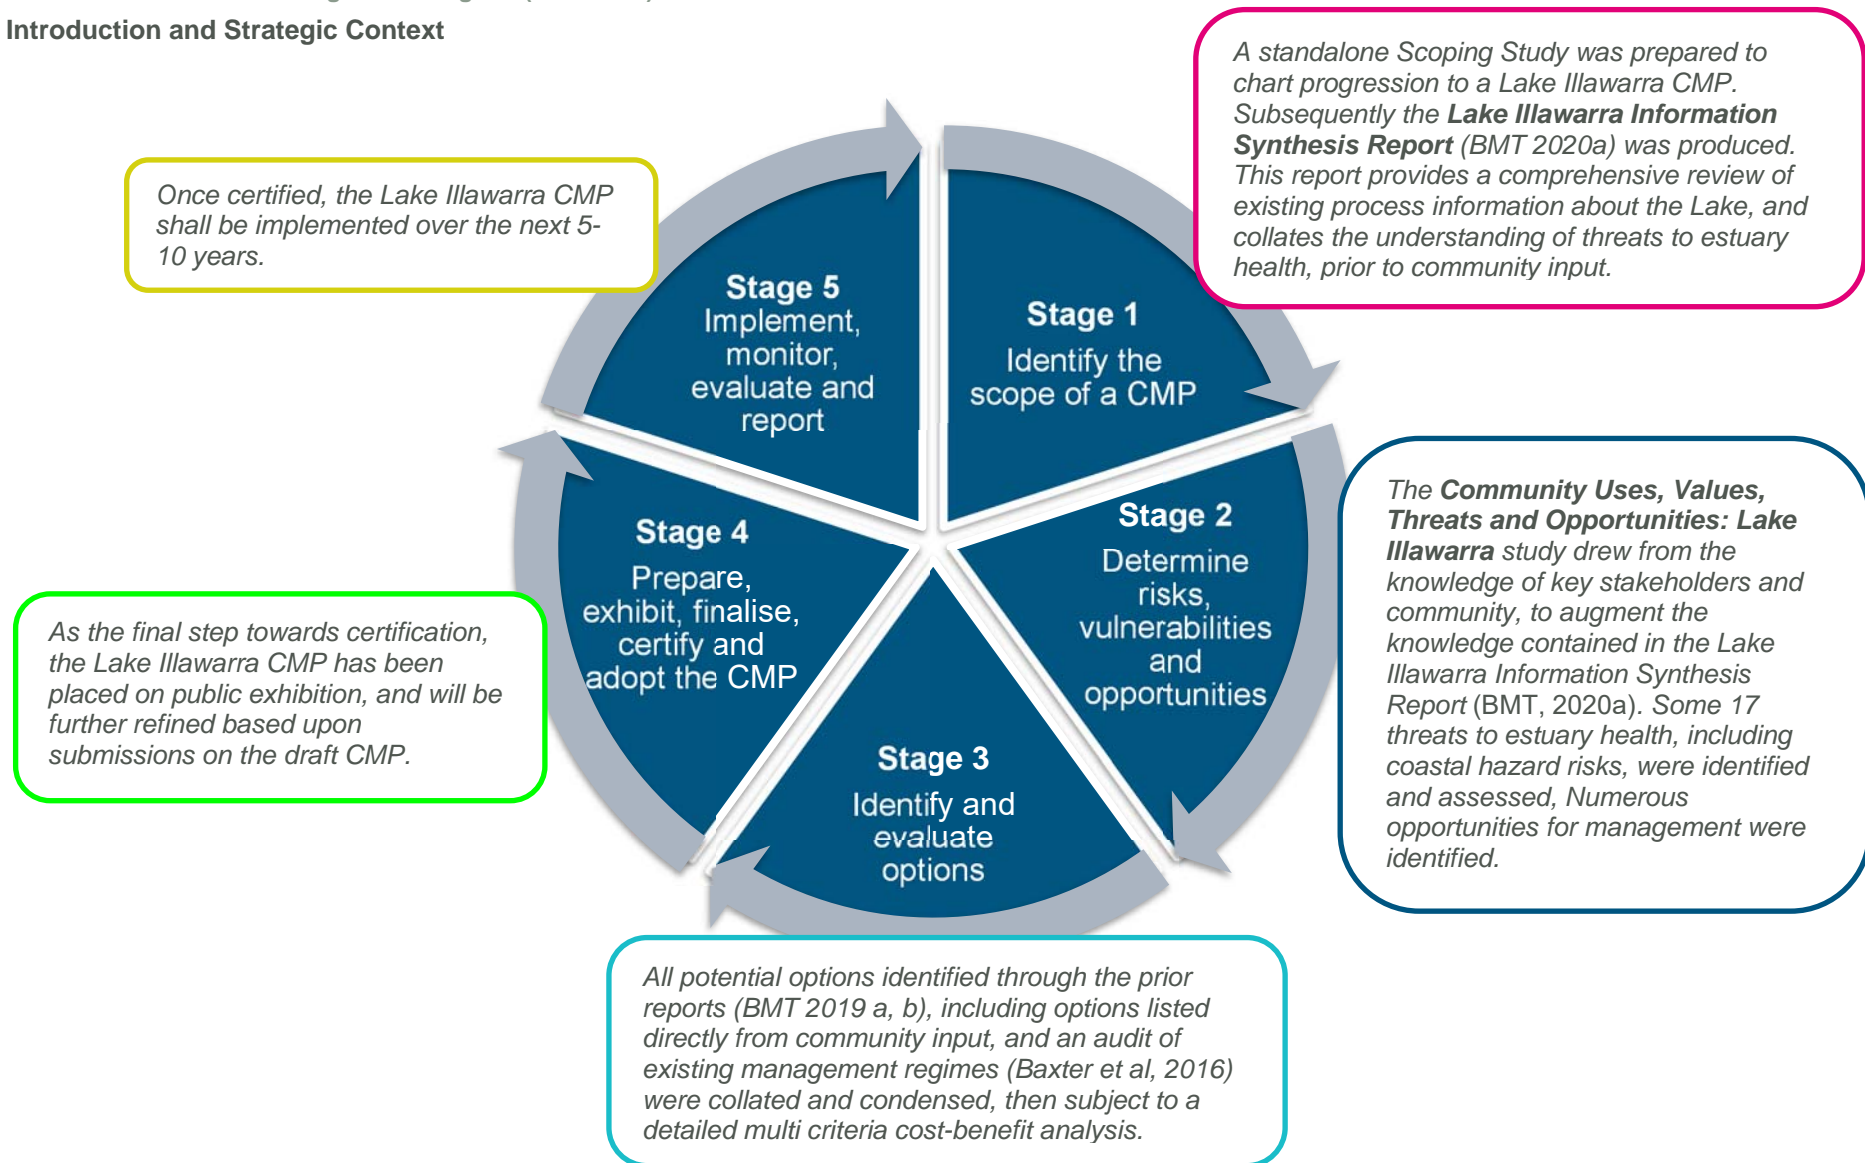 Introduction and Strategic Context
A standalone Scoping Study was prepared to
chart progression to a Lake Illawarra CMP.
Subsequently the Lake Illawarra Information
Synthesis Report (BMT 2020a) was produced.
This report provides a comprehensive review of
existing process information about the Lake, and
collates the understanding of threats to estuary
health, prior to community input.
Once certified, the Lake Illawarra CMP
shall be implemented over the next 5-
10 years.
Stage 5
Implement,
monitor,
evaluate and
report
Stage 1
Identify the
scope of a CMP
The Community Uses, Values,
Threats and Opportunities: Lake
Illawarra study drew from the
knowledge of key stakeholders and
community, to augment the
knowledge contained in the Lake
Illawarra Information Synthesis
Report (BMT, 2020a). Some 17
threats to estuary health, including
coastal hazard risks, were identified
and assessed, Numerous
opportunities for management were
identified.
Stage 2
Determine
risks,
vulnerabilities
and
opportunities
Stage 4
Prepare,
exhibit, finalise,
certify and
adopt the CMP
As the final step towards certification,
the Lake Illawarra CMP has been
placed on public exhibition, and will be
further refined based upon
submissions on the draft CMP.
Stage 3
Identify and
evaluate
options
All potential options identified through the prior
reports (BMT 2019 a, b), including options listed
directly from community input, and an audit of
existing management regimes (Baxter et al, 2016)
were collated and condensed, then subject to a
detailed multi criteria cost-benefit analysis.